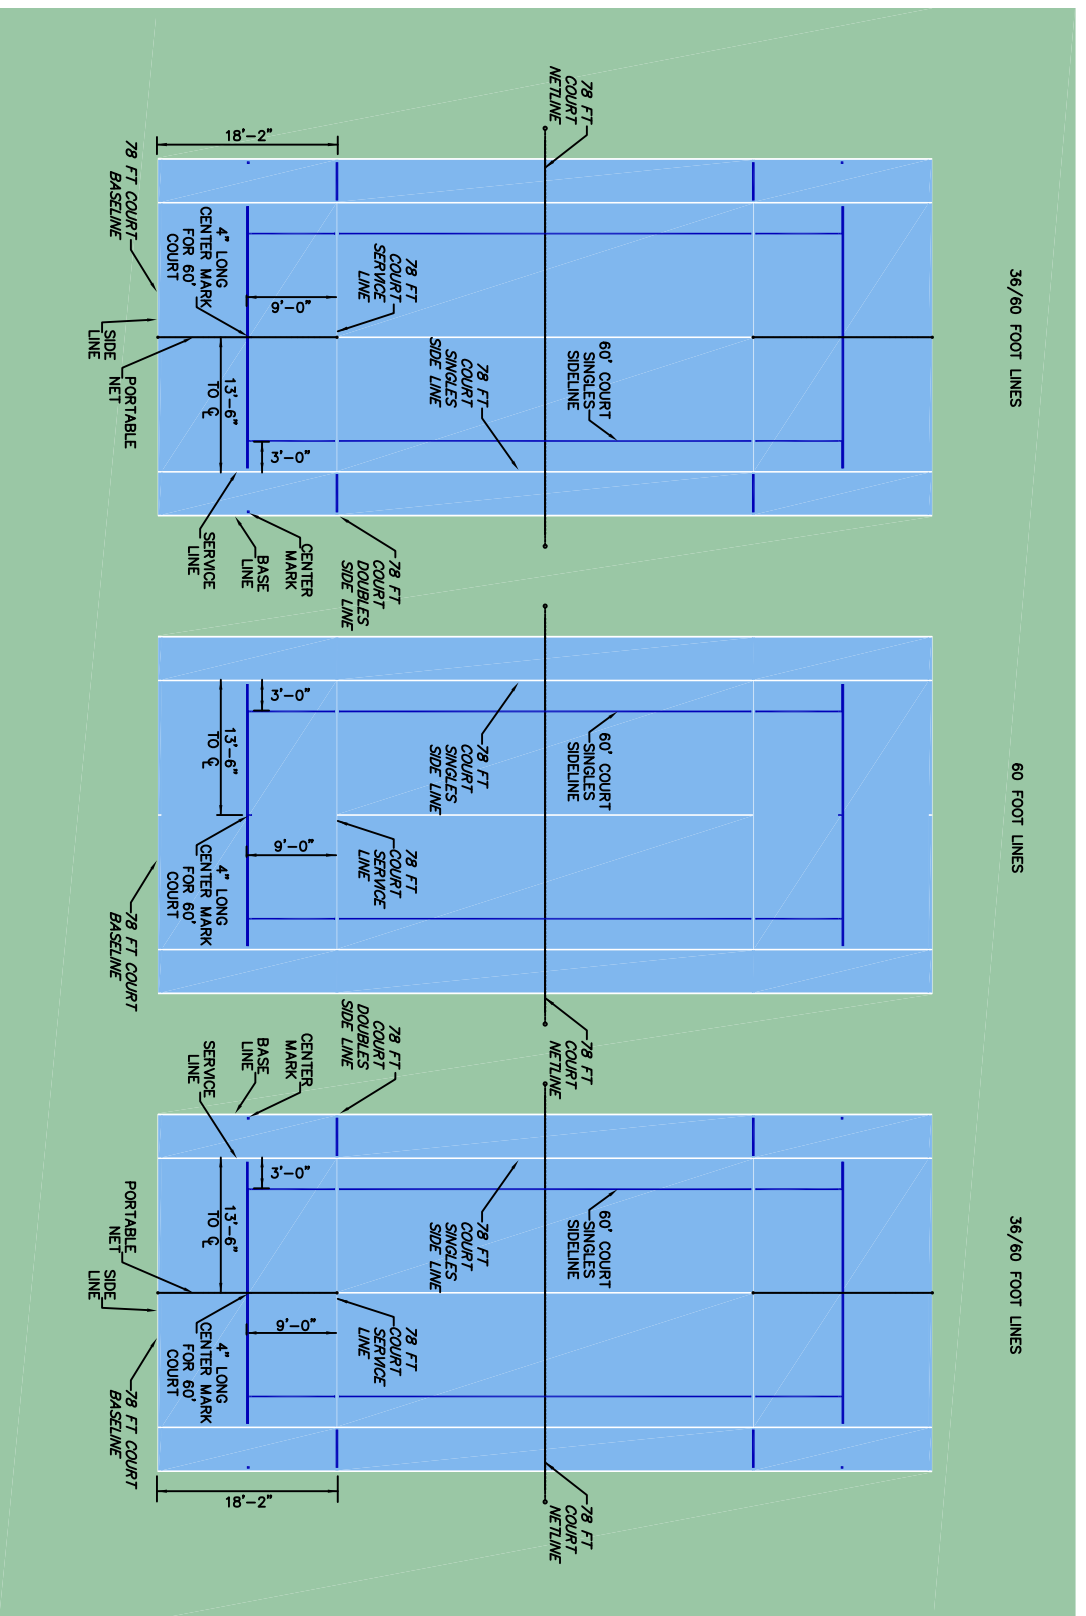 36/60 FOOT LINES
60 FOOT LINES
36/60 FOOT LINES
78 FT
COURT
NETLINE
18'-2"
78 FT COURT
BASELINE
4" LONG
CENTER MARK
FOR 60'
COURT
9'-0"
78 FT
COURT
SERVICE
LINE
60' COURT
SINGLES
SIDELINE
78 FT
COURT
SINGLES
SIDE LINE
SIDE
LINE
PORTABLE
NET
13'-6"
TO ℄
3'-0"
SERVICE
LINE
BASE
LINE
CENTER
MARK
78 FT
COURT
DOUBLES
SIDE LINE
3'-0"
13'-6"
TO ℄
78 FT
COURT
SINGLES
SIDE LINE
60' COURT
SINGLES
SIDELINE
9'-0"
78 FT
COURT
SERVICE
LINE
4" LONG
CENTER MARK
FOR 60'
COURT
78 FT COURT
BASELINE
78 FT
COURT
NETLINE
78 FT
COURT
DOUBLES
SIDE LINE
CENTER
MARK
BASE
LINE
SERVICE
LINE
3'-0"
13'-6"
TO ℄
78 FT
COURT
SINGLES
SIDE LINE
60' COURT
SINGLES
SIDELINE
PORTABLE
NET
SIDE
LINE
9'-0"
78 FT
COURT
SERVICE
LINE
4" LONG
CENTER MARK
FOR 60'
COURT
78 FT COURT
BASELINE
18'-2"
78 FT
COURT
NETLINE